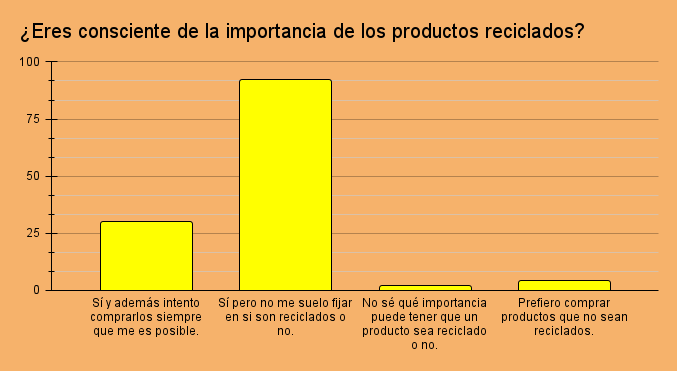 ¿Eres consciente de la importancia de los productos reciclados?
100
75
50
25
0
Sí y además intento
comprarlos siempre
que me es posible.
Sí pero no me suelo fijar
en si son reciclados o
no.
No sé qué importancia
puede tener que un
producto sea reciclado
o no.
Prefiero comprar
productos que no sean
reciclados.